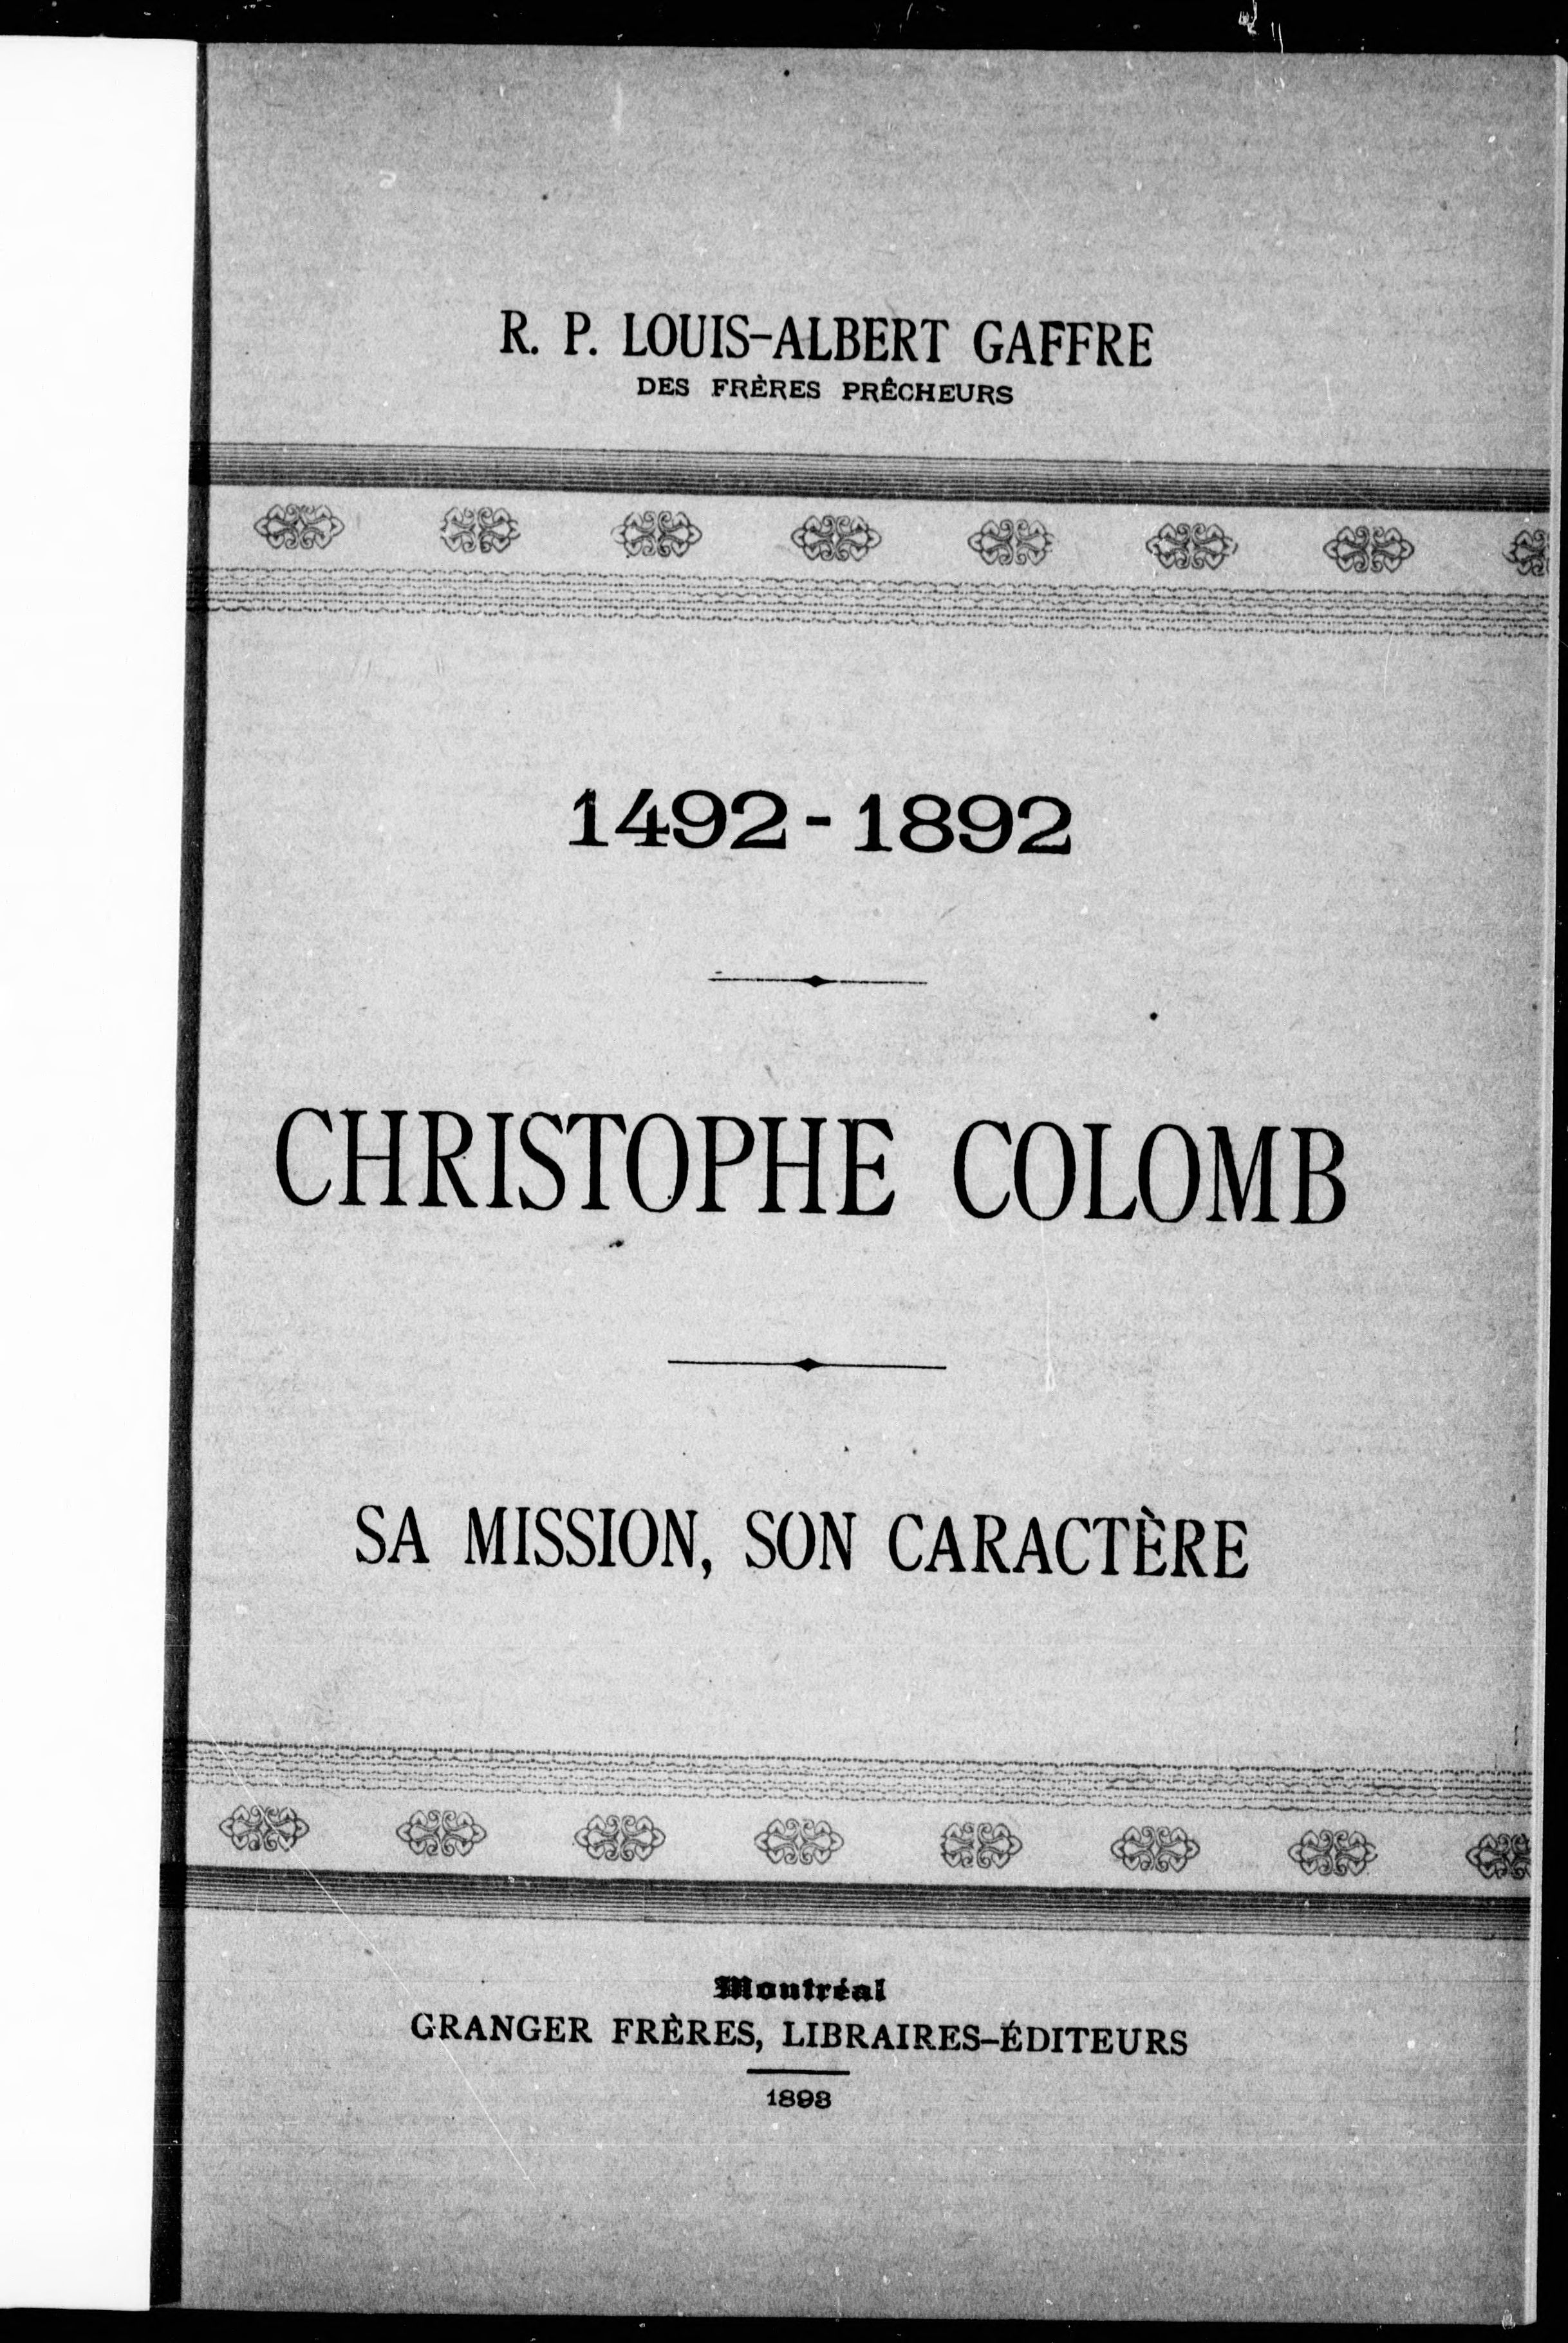 R. P. LOUIS-ALBERT GAFFRE
DES FRÈRES PRÊCHEURS
1492 - 1892
CHRISTOPHE COLOMB
SA MISSION, SON CARACTÈRE
Montréal
GRANGER FRÈRES, LIBRAIRES-ÉDITEURS
1893